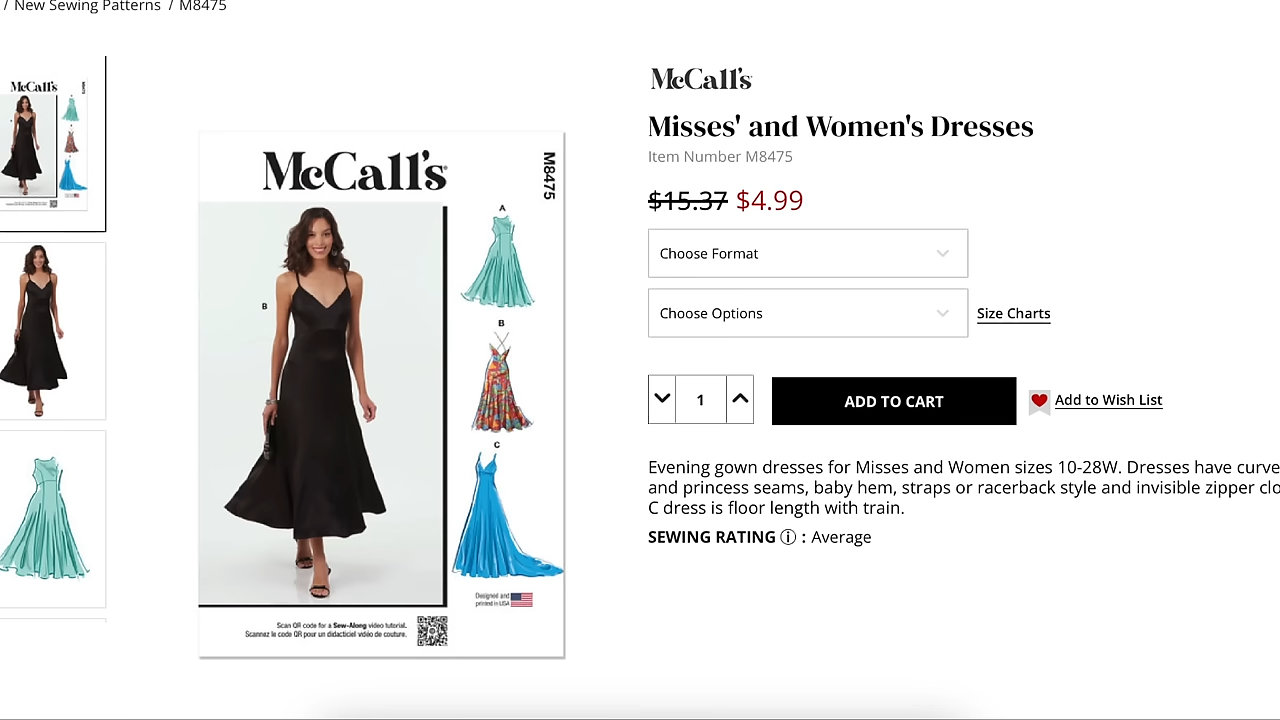 / New Sewing Patterns / M8475
McCall's
M8475
McCall's
M8475
A
B
B
C
Designed and
printed in USA
Scan QR code for a Sew-Along video tutorial.
Scannez le code QR pour un didacticiel vidéo de couture.
McCall's
Misses' and Women's Dresses
Item Number M8475
$15.37 $4.99
Choose Format
Choose Options
Size Charts
1
ADD TO CART
Add to Wish List
Evening gown dresses for Misses and Women sizes 10-28W. Dresses have curve
and princess seams, baby hem, straps or racerback style and invisible zipper clo
C dress is floor length with train.
SEWING RATING ⓘ : Average